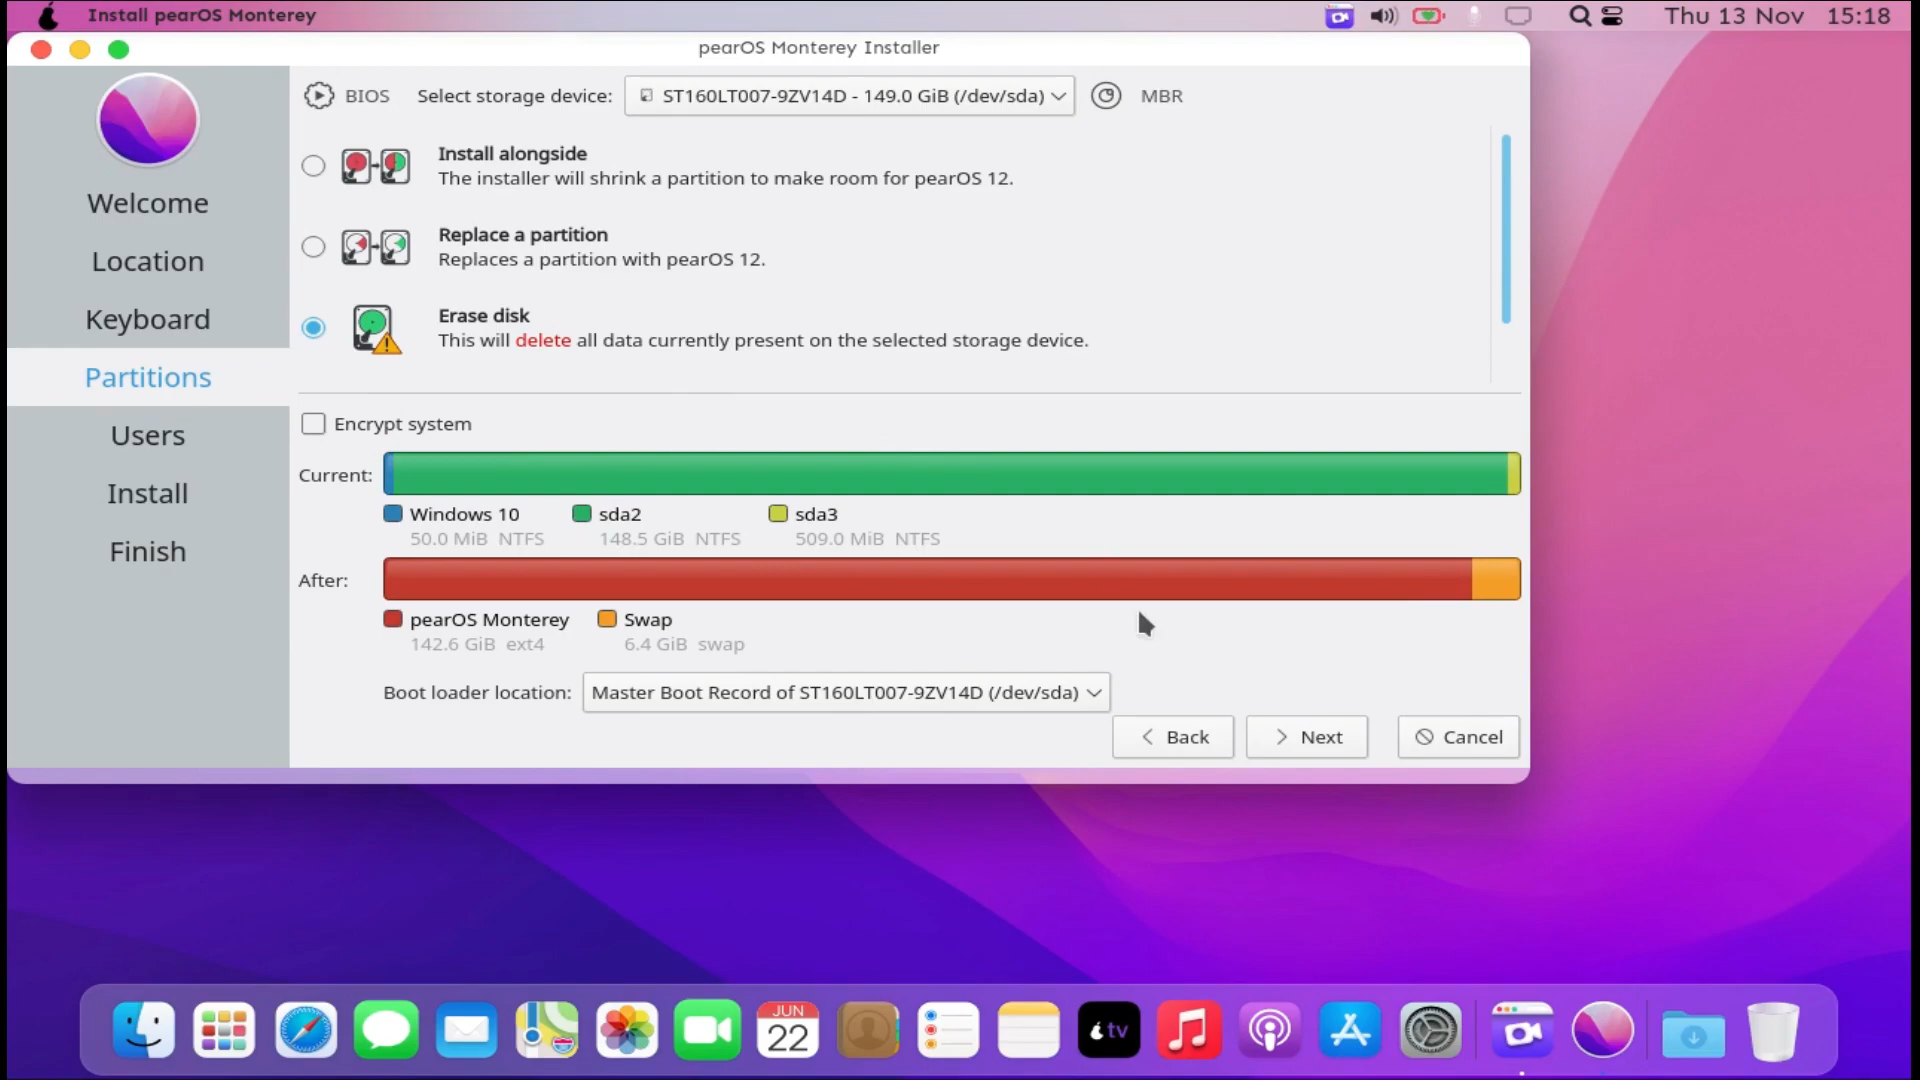 Install pearOS Monterey
Thu 13 Nov 15:18
pearOS Monterey Installer
Welcome
Location
Keyboard
Partitions
Users
Install
Finish
BIOS
Select storage device:
ST160LT007-9ZV14D - 149.0 GiB (/dev/sda)
MBR
Install alongside
The installer will shrink a partition to make room for pearOS 12.
Replace a partition
Replaces a partition with pearOS 12.
Erase disk
This will delete all data currently present on the selected storage device.
Encrypt system
Current:
Windows 10 sda2 sda3
50.0 MiB NTFS 148.5 GiB NTFS 509.0 MiB NTFS
After:
pearOS Monterey Swap
142.6 GiB ext4 6.4 GiB swap
Boot loader location: Master Boot Record of ST160LT007-9ZV14D (/dev/sda)
Back Next Cancel
JUN
22
tv